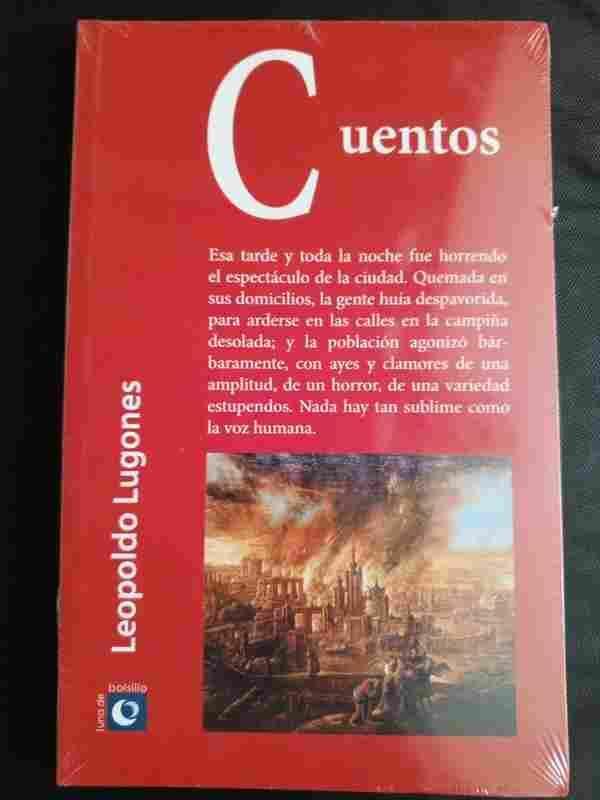 Cuentos
Esa tarde y toda la noche fue horrendo
el espectáculo de la ciudad. Quemada en
sus domicilios, la gente huía despavorida,
para arderse en las calles en la campiña
desolada; y la población agonizó bár-
baramente, con ayes y clamores de una
amplitud, de un horror, de una variedad
estupendos. Nada hay tan sublime como
la voz humana.
Leopoldo Lugones
luna de
bolsillo